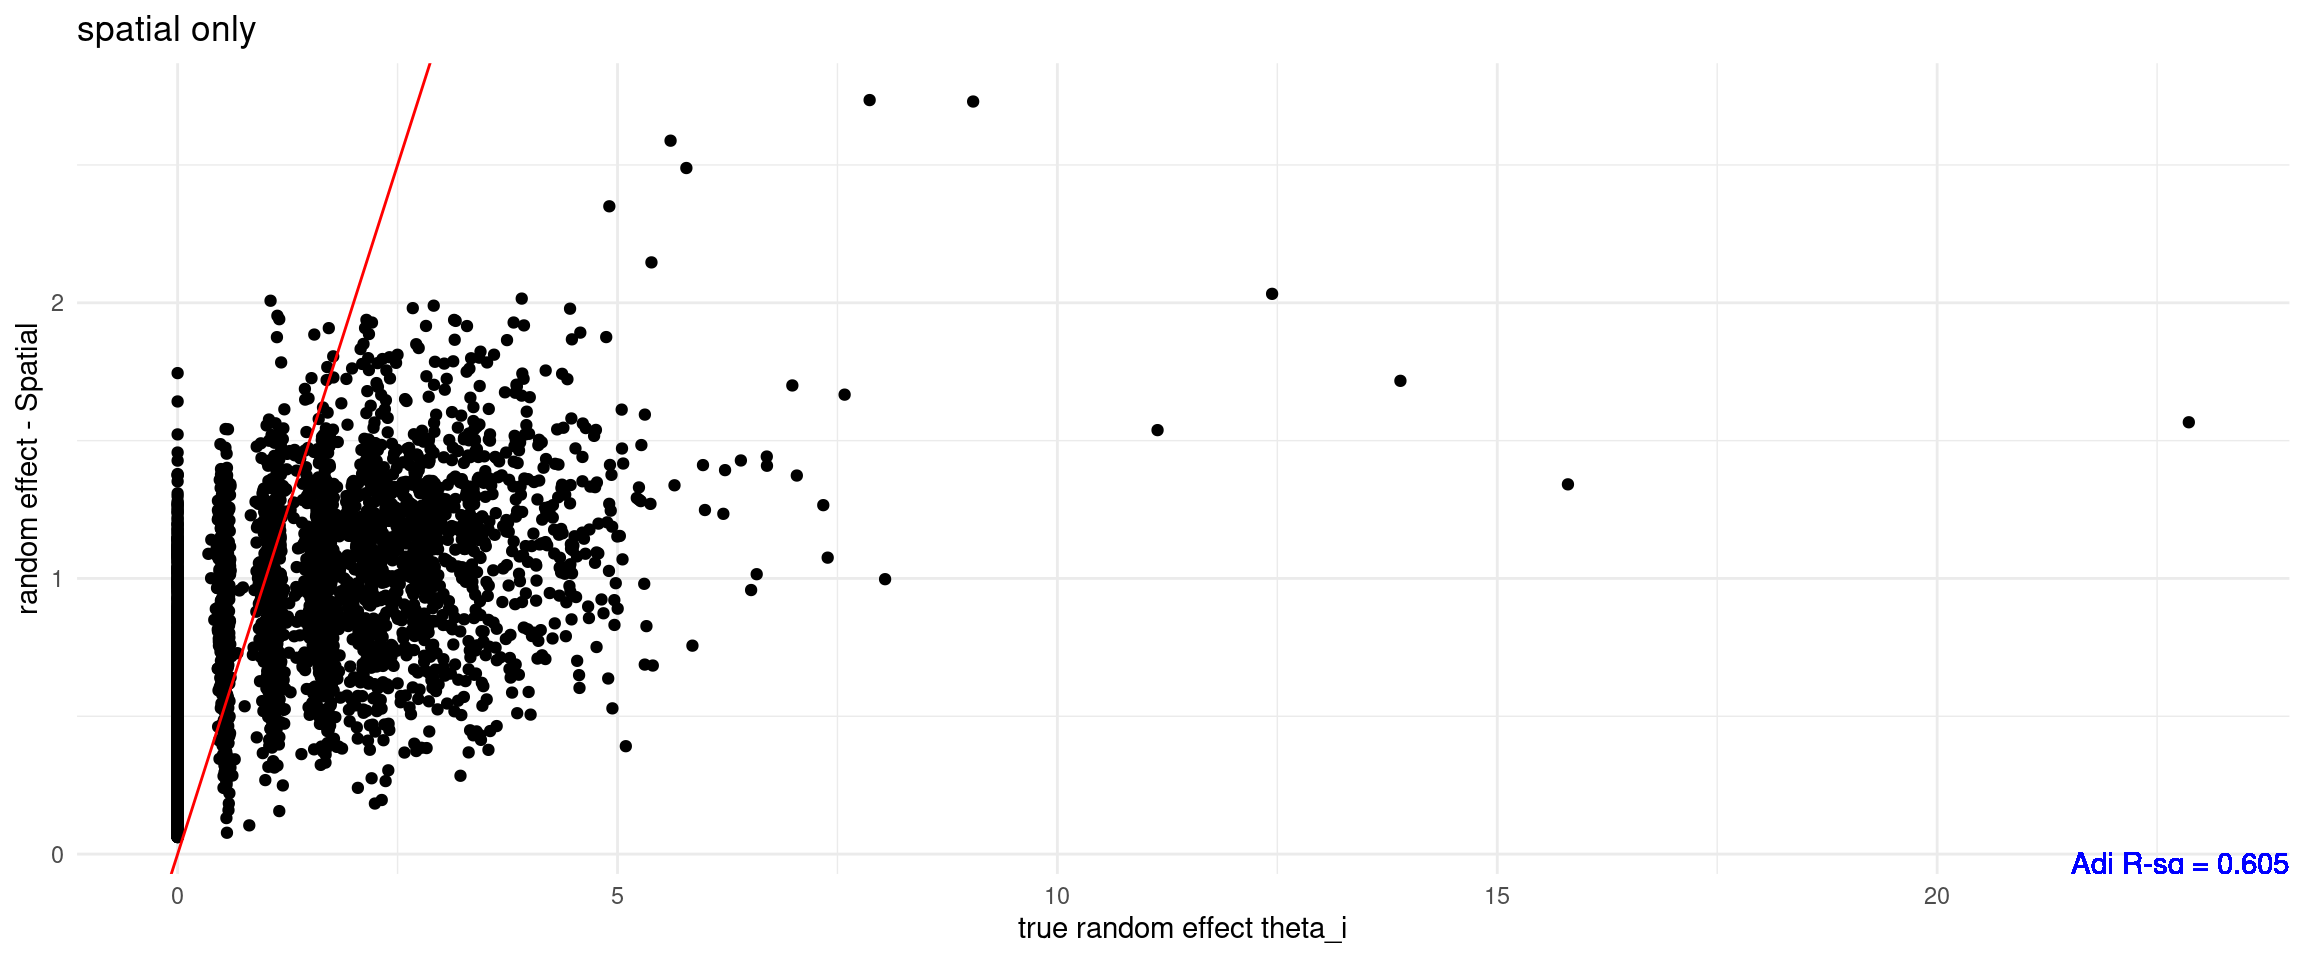 spatial only
random effect - Spatial
2
1
0
0
5
10
15
20
true random effect theta_i
Adj R-sq = 0.605